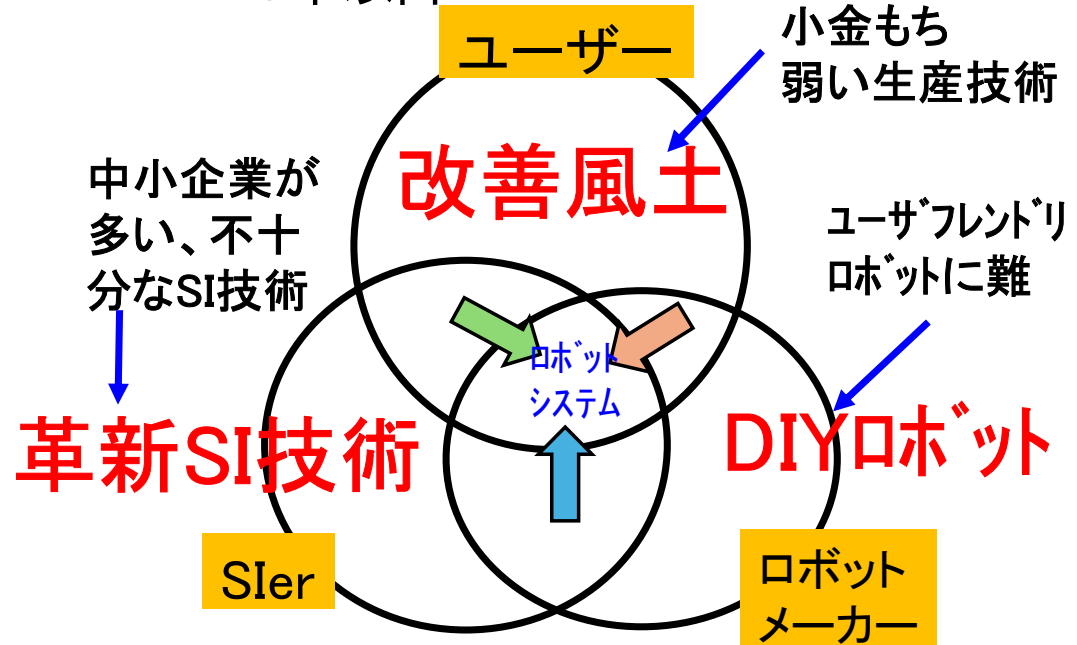 ユーザー
小金もち
弱い生産技術
改善風土
中小企業が
多い、不十
分なSI技術
ﾕｰｻﾞﾌﾚﾝﾄﾞﾘ
ﾛﾎﾞｯﾄに難
ﾛﾎﾞｯﾄ
ｼｽﾃﾑ
革新SI技術
DIYﾛﾎﾞｯﾄ
SIer
ロボット
メーカー